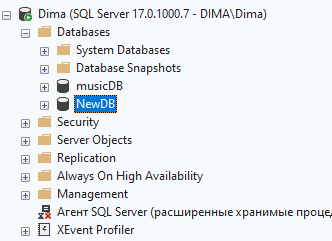 Dima (SQL Server 17.0.1000.7 - DIMA\Dima)
Databases
System Databases
Database Snapshots
musicDB
NewDB
Security
Server Objects
Replication
Always On High Availability
Management
Агент SQL Server (расширенные хранимые проце
XEvent Profiler